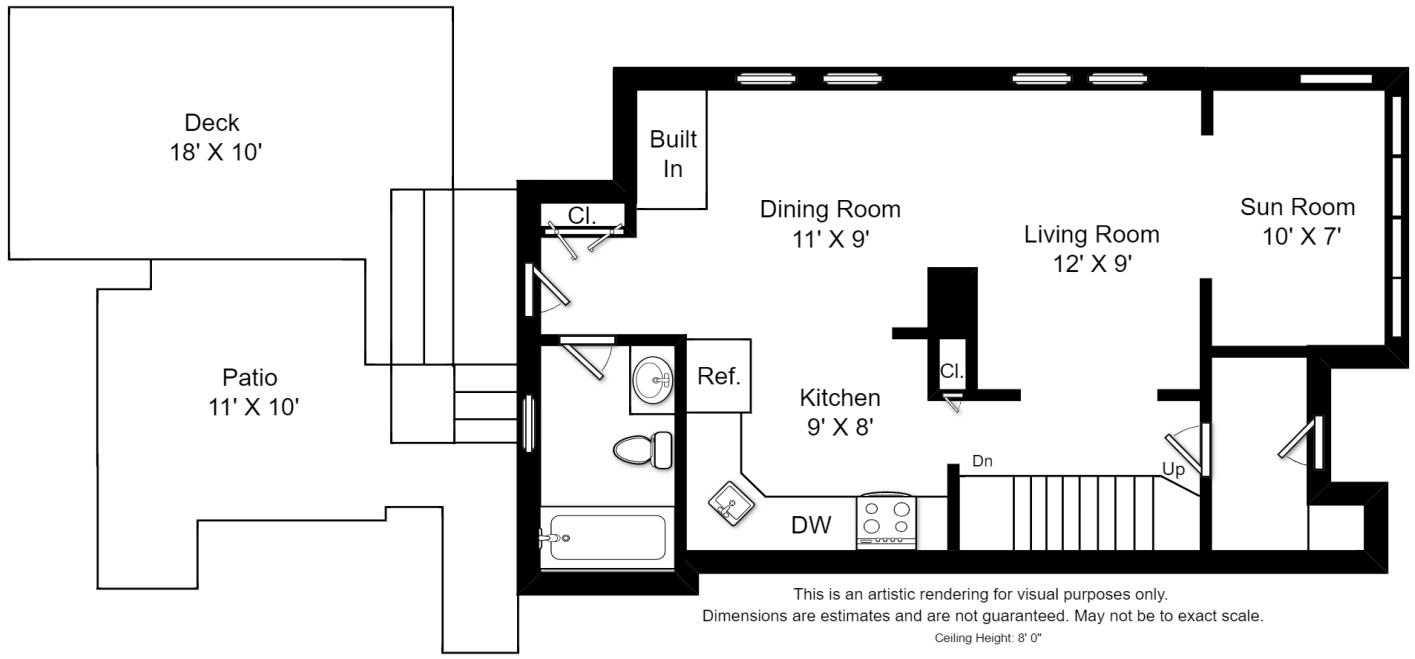 Deck
18' X 10'
Built
In
Cl.
Dining Room
11' X 9'
Living Room
12' X 9'
Sun Room
10' X 7'
Patio
11' X 10'
Ref.
Cl.
Kitchen
9' X 8'
Dn
Up
DW
This is an artistic rendering for visual purposes only.
Dimensions are estimates and are not guaranteed. May not be to exact scale.
Ceiling Height: 8' 0"